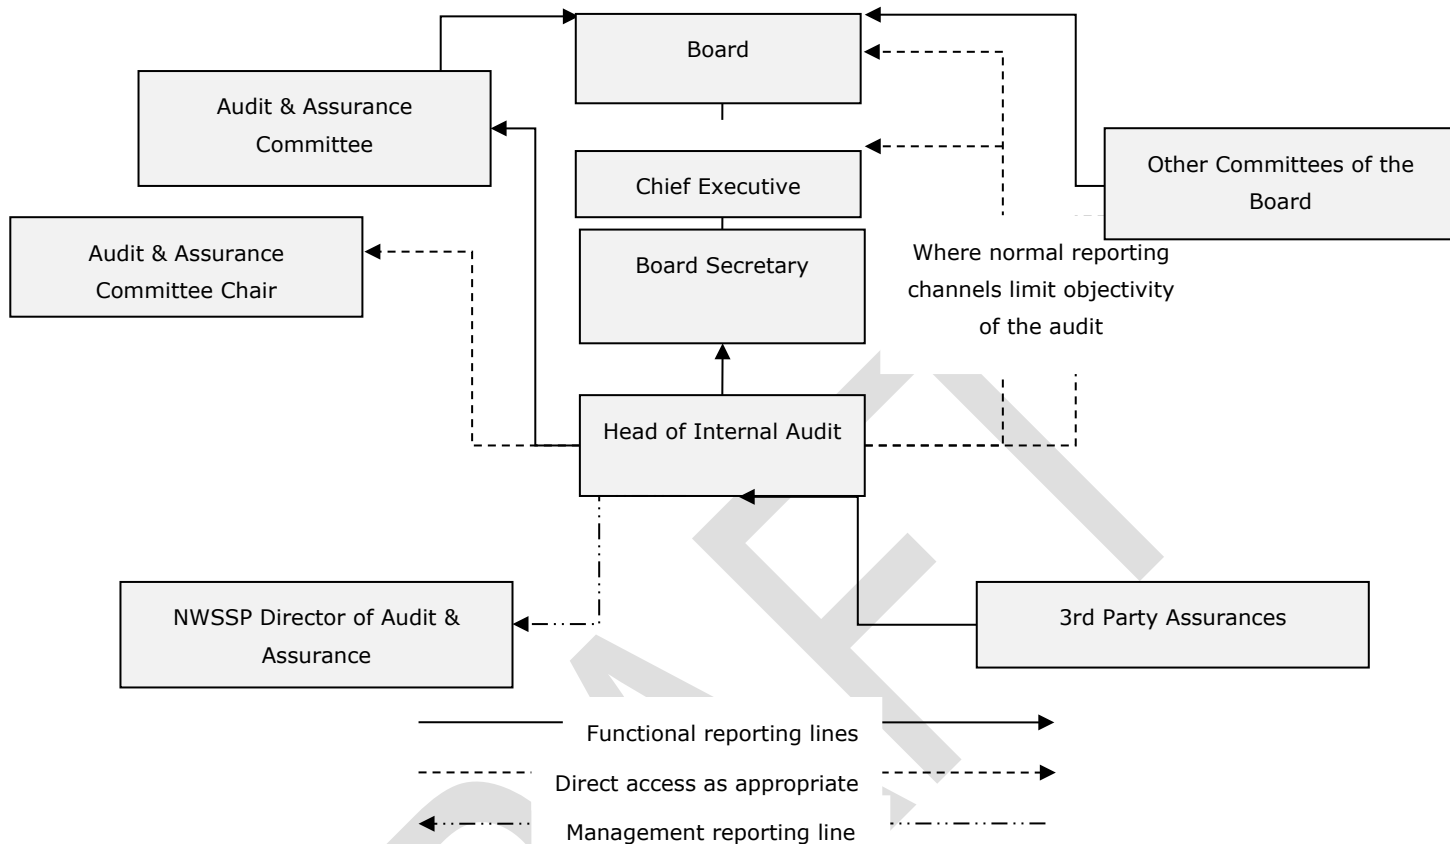 Board
Audit & Assurance
Committee
Chief Executive
Other Committees of the
Board
Audit & Assurance
Committee Chair
Board Secretary
Where normal reporting
channels limit objectivity
of the audit
Head of Internal Audit
NWSSP Director of Audit &
Assurance
3rd Party Assurances
Functional reporting lines
Direct access as appropriate
Management reporting line